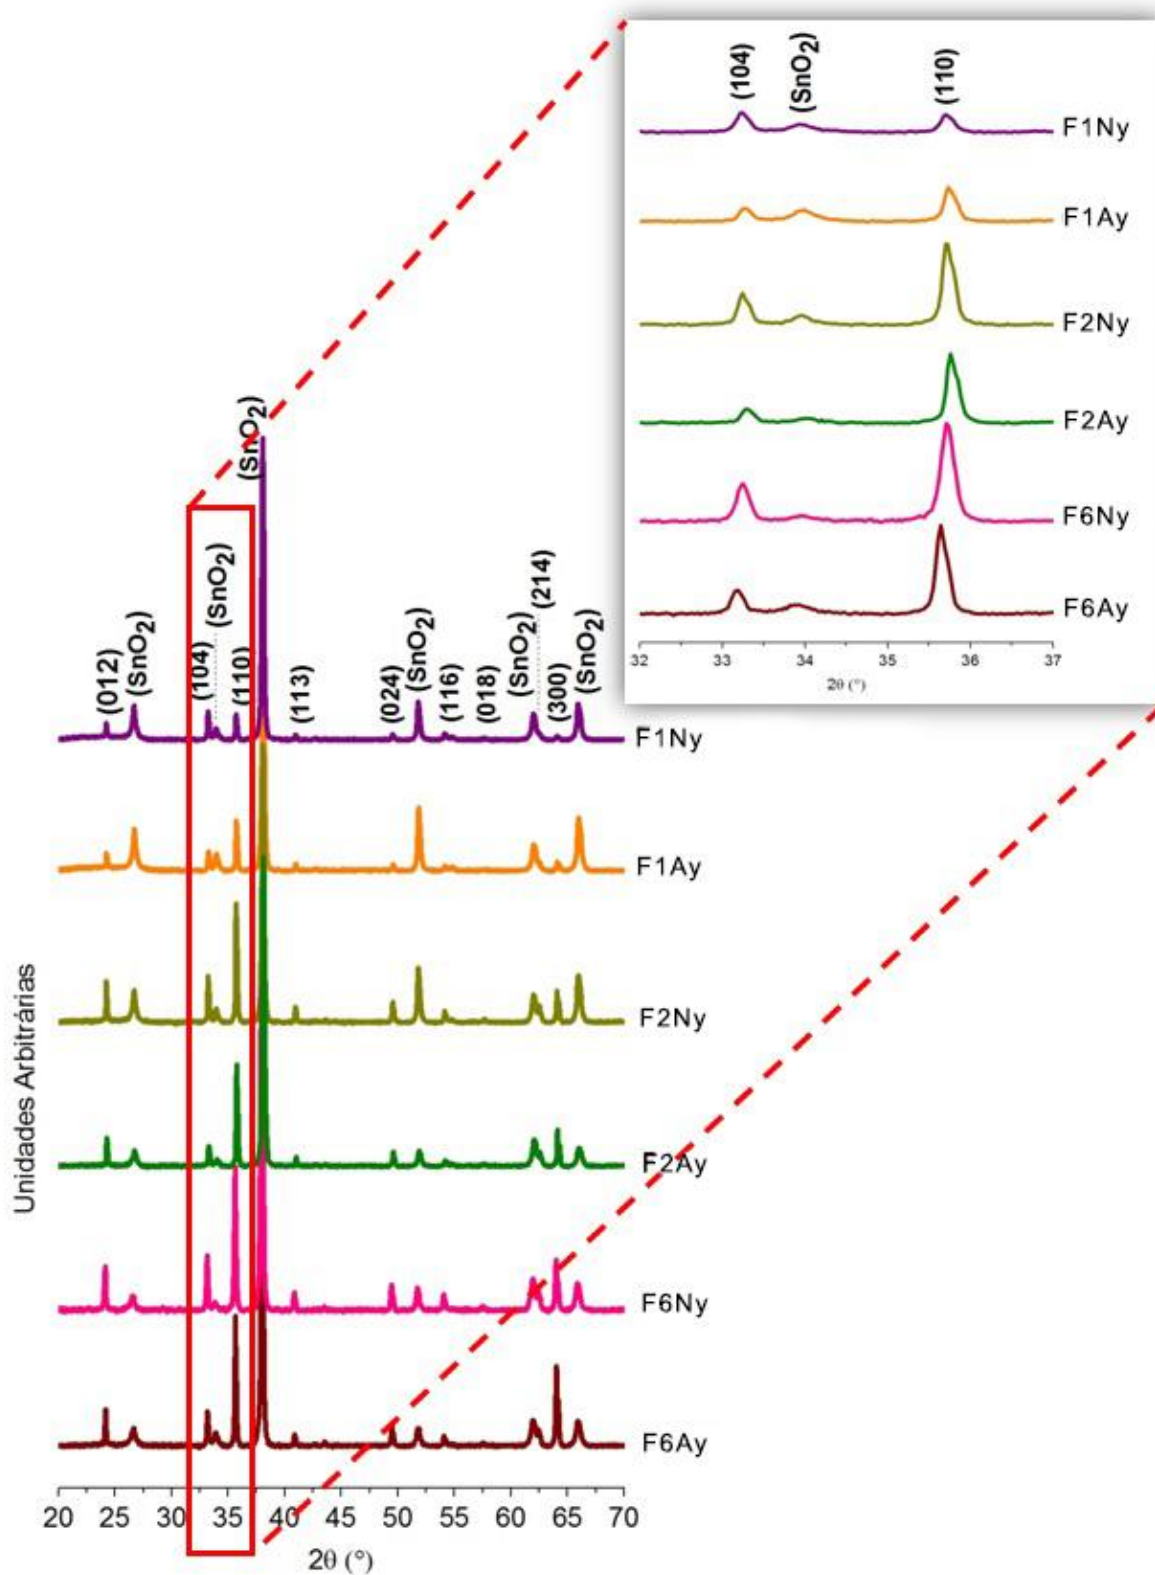 (104)
(SnO2)
(110)
F1Ny
F1Ay
F2Ny
F2Ay
F6Ny
F6Ay
32 33 34 35 36 37
2θ (°)
(SnO2)
(012)
(SnO2)
(104)
(SnO2)
(110)
(113)
(024)
(SnO2)
(116)
(018)
(SnO2)
(214)
(300)
(SnO2)
F1Ny
F1Ay
F2Ny
F2Ay
F6Ny
F6Ay
Unidades Arbitrárias
20 25 30 35 40 45 50 55 60 65 70
2θ (°)